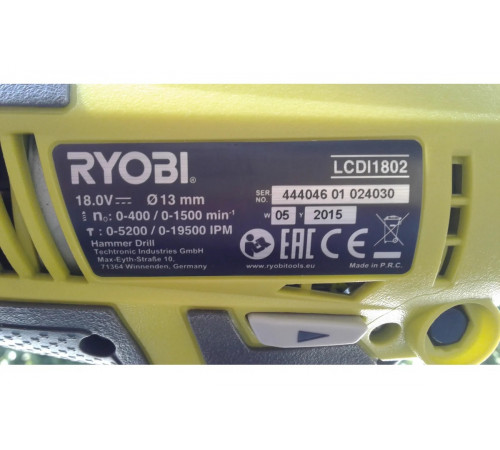 RYOBI®
LCDI1802
18.0V⎓ Ø 13 mm
n₀: 0-400 / 0-1500 min⁻¹
: 0-5200 / 0-19500 IPM
Hammer Drill
Techtronic Industries GmbH
Max-Eyth-Straße 10,
71364 Winnenden, Germany
SER. NO. 444046 01 024030
W 05 Y 2015
EAC CE
www.ryobitools.eu Made in P.R.C.